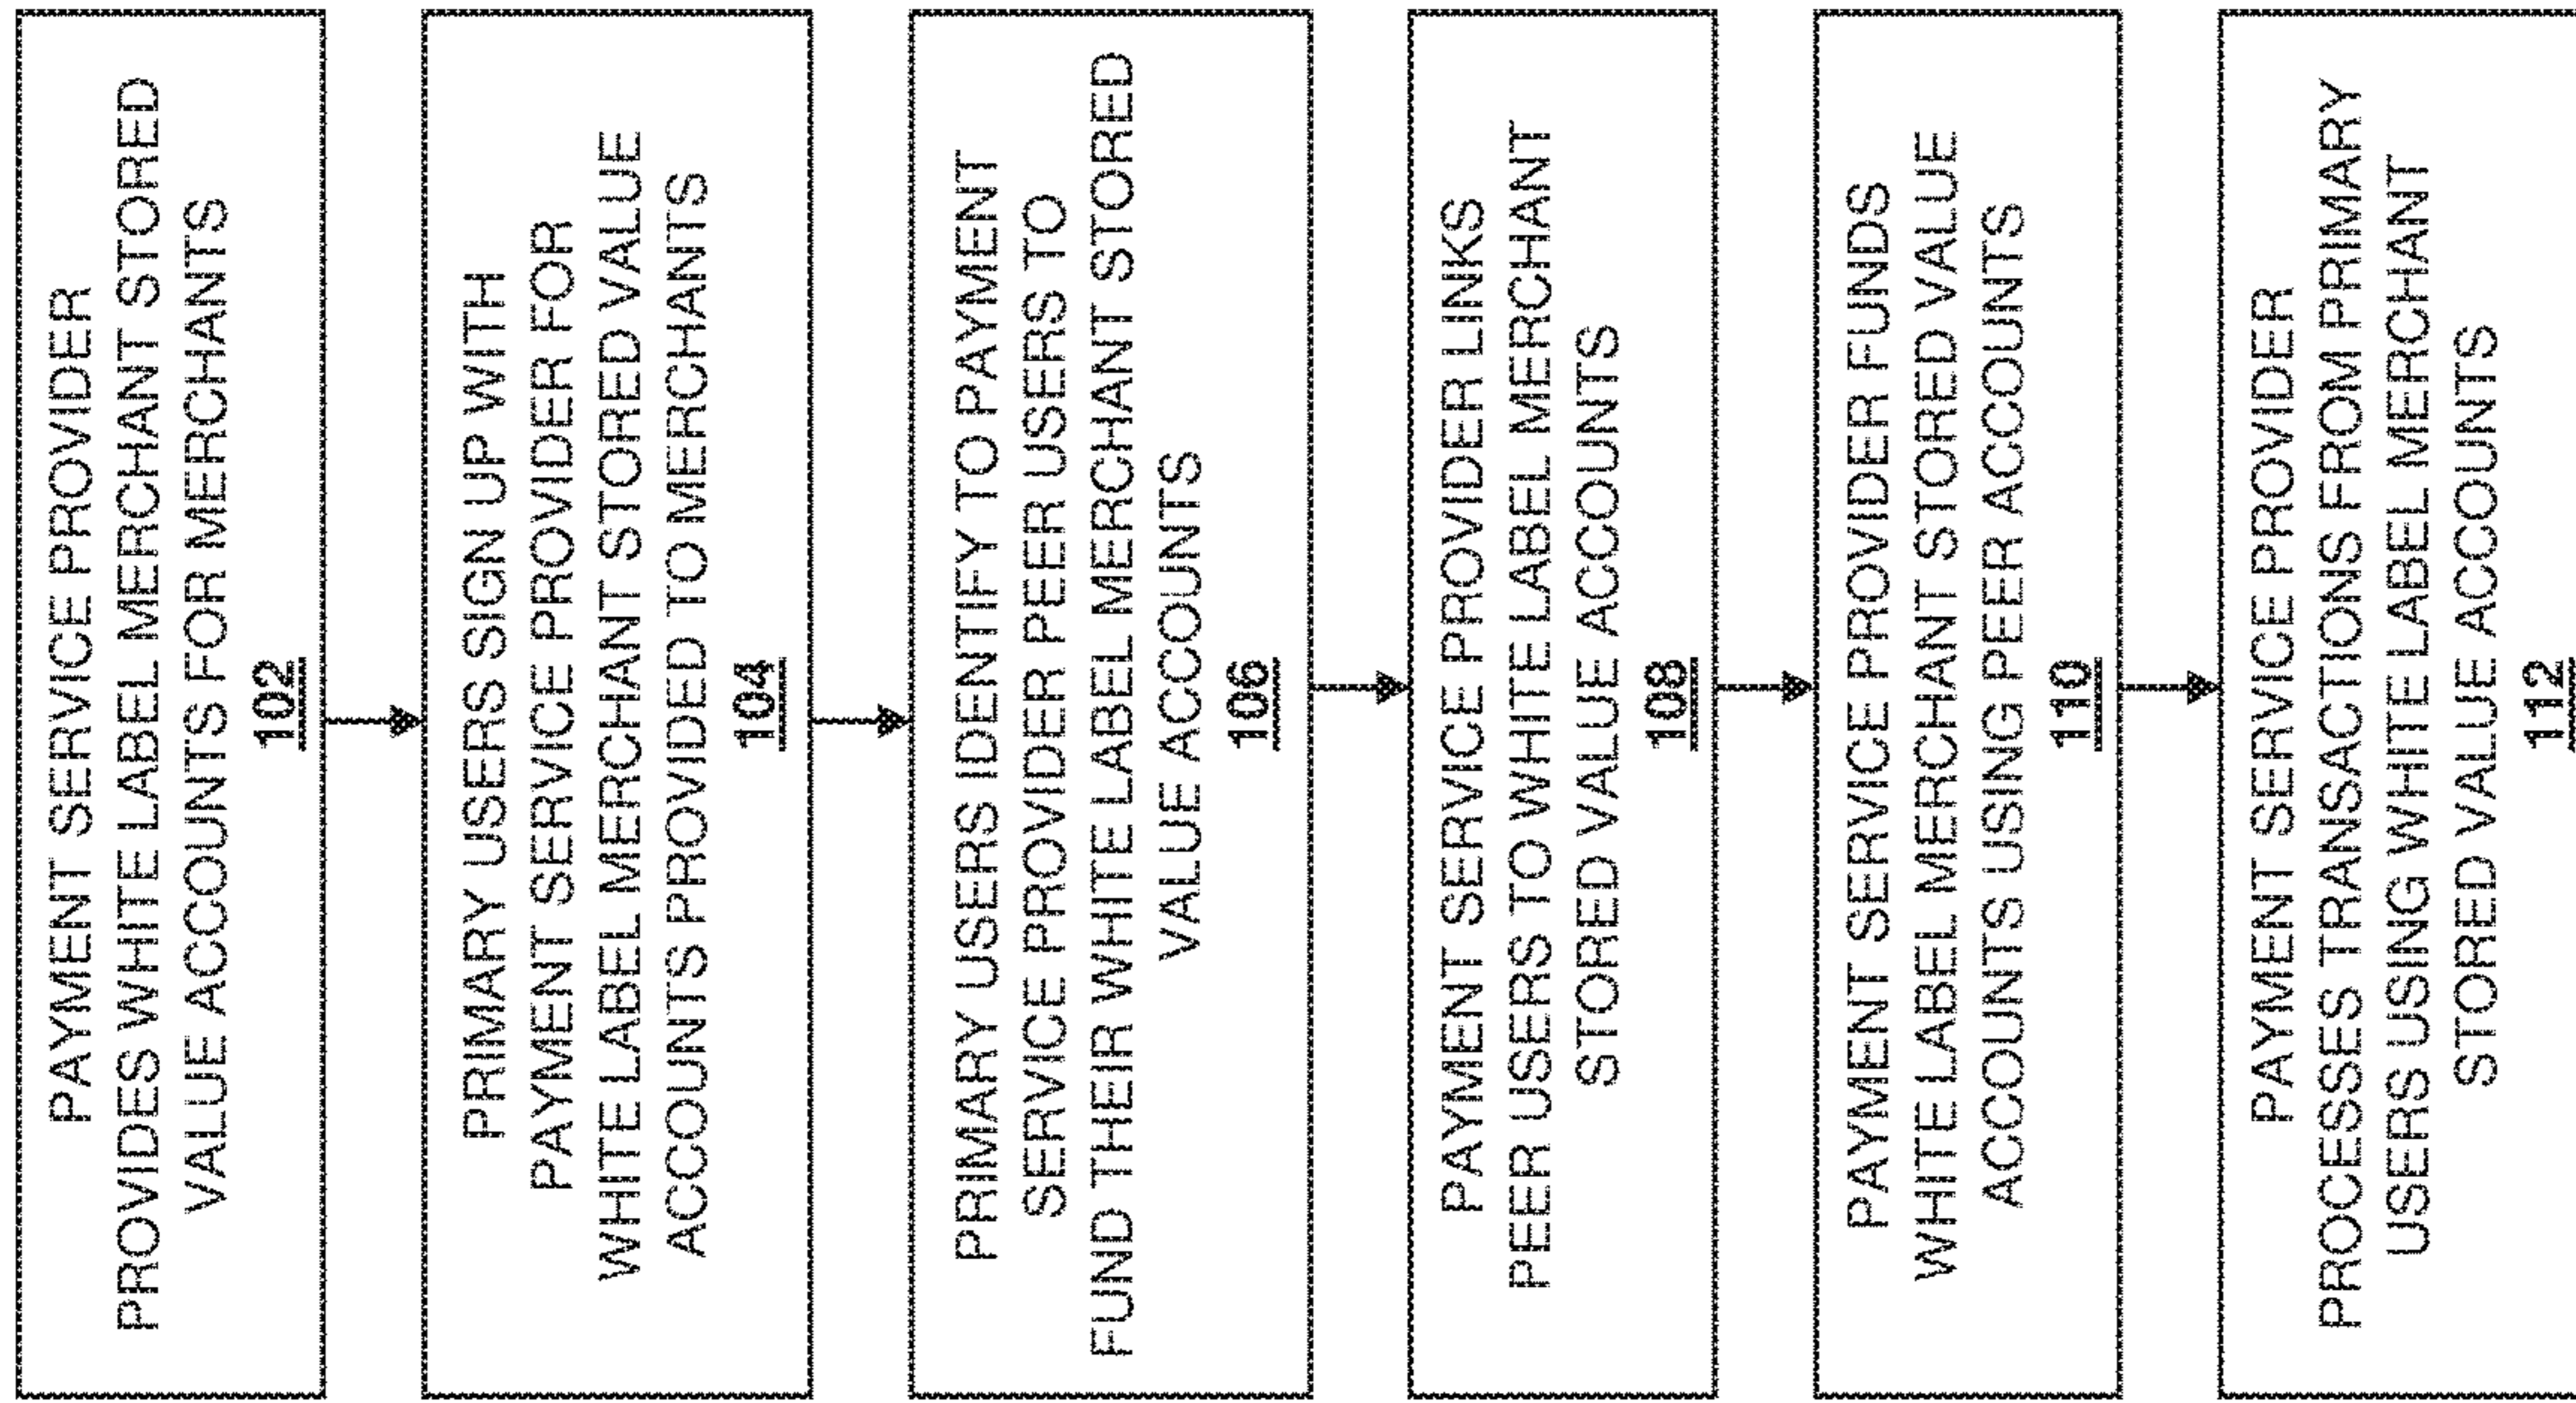 PAYMENT SERVICE PROVIDER
PROVIDES WHITE LABEL MERCHANT STORED
VALUE ACCOUNTS FOR MERCHANTS
102
PRIMARY USERS SIGN UP WITH
PAYMENT SERVICE PROVIDER FOR
WHITE LABEL MERCHANT STORED VALUE
ACCOUNTS PROVIDED TO MERCHANTS
104
PRIMARY USERS IDENTIFY TO PAYMENT
SERVICE PROVIDER PEER USERS TO
FUND THEIR WHITE LABEL MERCHANT STORED
VALUE ACCOUNTS
106
PAYMENT SERVICE PROVIDER LINKS
PEER USERS TO WHITE LABEL MERCHANT
STORED VALUE ACCOUNTS
108
PAYMENT SERVICE PROVIDER FUNDS
WHITE LABEL MERCHANT STORED VALUE
ACCOUNTS USING PEER ACCOUNTS
110
PAYMENT SERVICE PROVIDER
PROCESSES TRANSACTIONS FROM PRIMARY
USERS USING WHITE LABEL MERCHANT
STORED VALUE ACCOUNTS
112